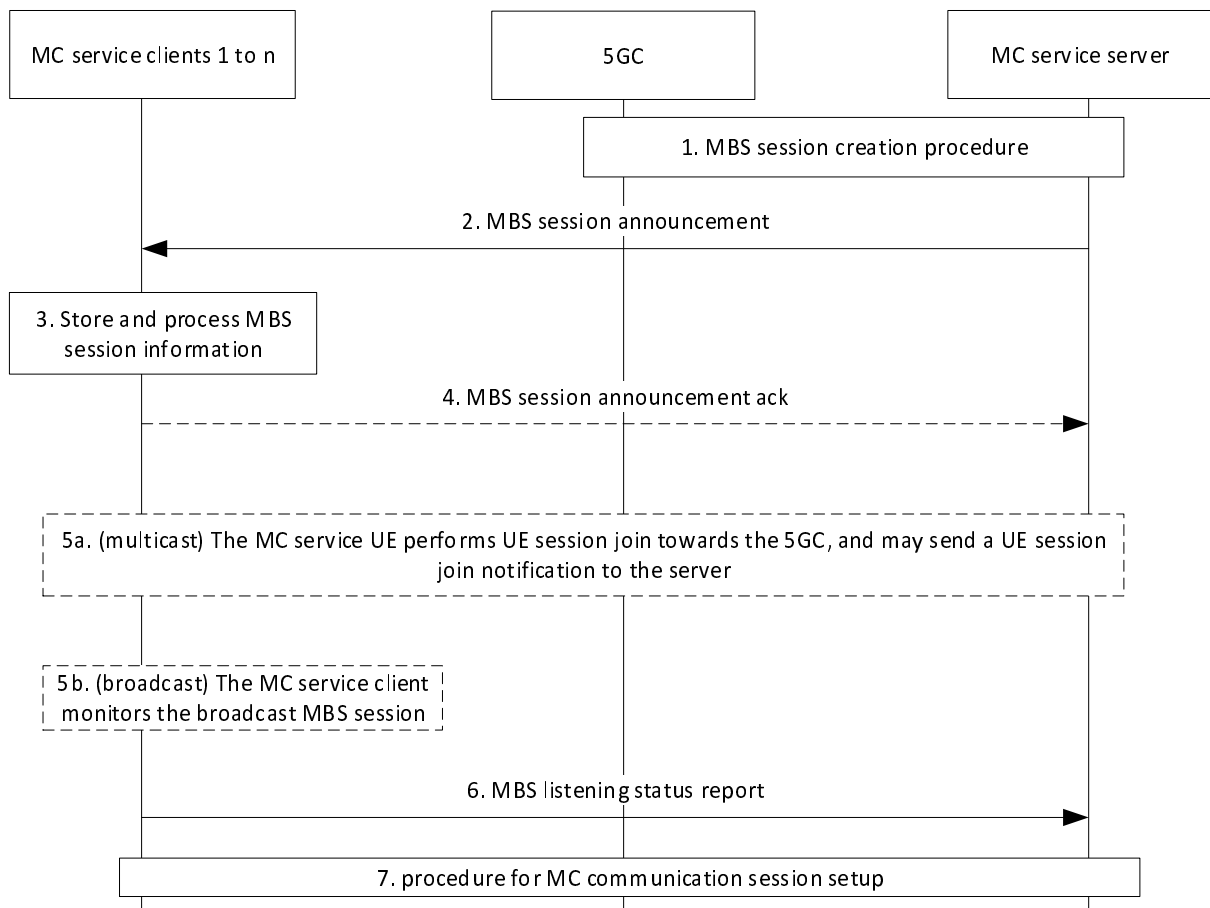 MC service clients 1 to n
5GC
MC service server
1. MBS session creation procedure
2. MBS session announcement
3. Store and process MBS
session information
4. MBS session announcement ack
5a. (multicast) The MC service UE performs UE session join towards the 5GC, and may send a UE session
join notification to the server
5b. (broadcast) The MC service client
monitors the broadcast MBS session
6. MBS listening status report
7. procedure for MC communication session setup